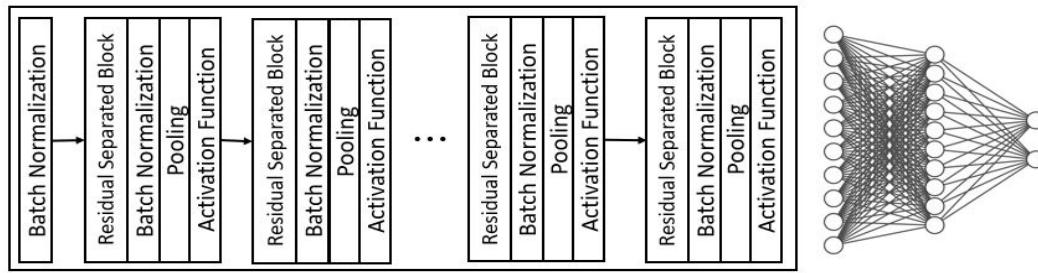 Batch Normalization
Residual Separated Block
Batch Normalization
Pooling
Activation Function
Residual Separated Block
Batch Normalization
Pooling
Activation Function
...
Residual Separated Block
Batch Normalization
Pooling
Activation Function
Residual Separated Block
Batch Normalization
Pooling
Activation Function